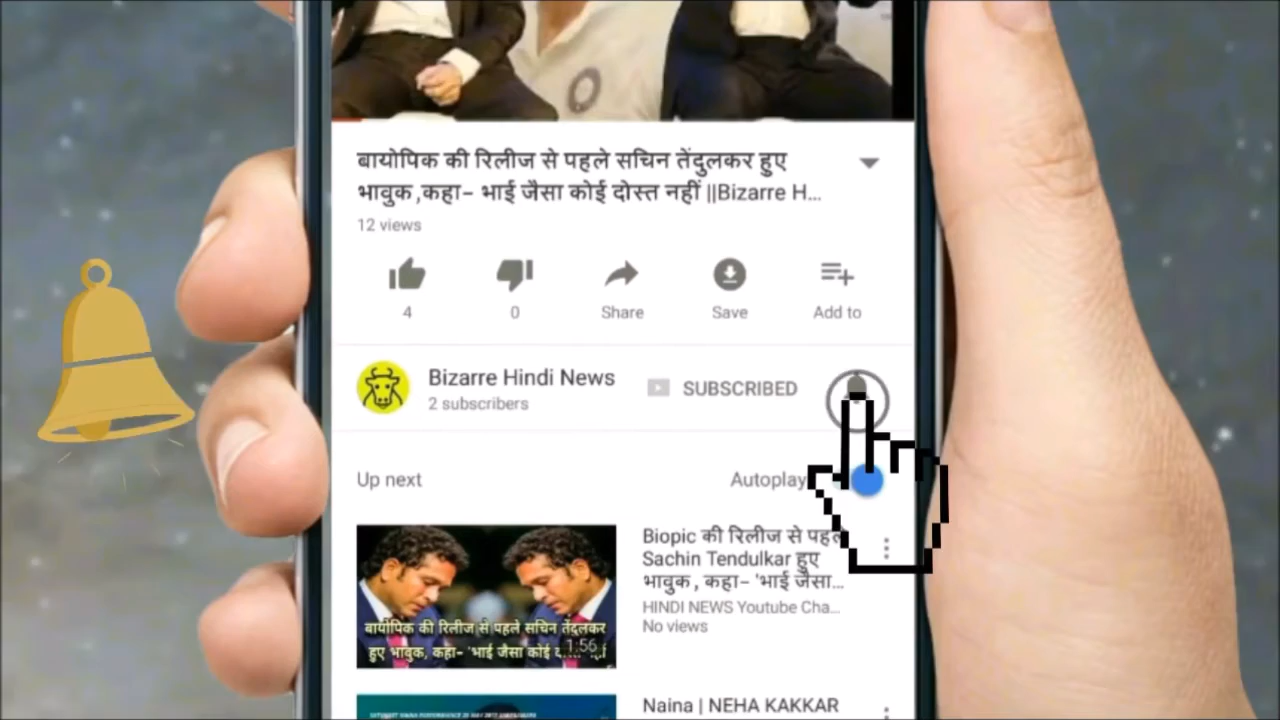 बायोपिक की रिलीज से पहले सचिन तेंदुलकर हुए
भावुक,कहा– भाई जैसा कोई दोस्त नहीं ||Bizarre H...
12 views
4
0
Share
Save
Add to
Bizarre Hindi News
SUBSCRIBED
2 subscribers
Up next
Autoplay
Biopic की रिलीज से पहले
Sachin Tendulkar हुए
भावुक, कहा– 'भाई जैसा...
HINDI NEWS Youtube Cha...
No views
बायोपिक की रिलीज से पहले सचिन तेंदुलकर
हुए भावुक, कहा– 'भाई जैसा कोई
1:56
Naina | NEHA KAKKAR